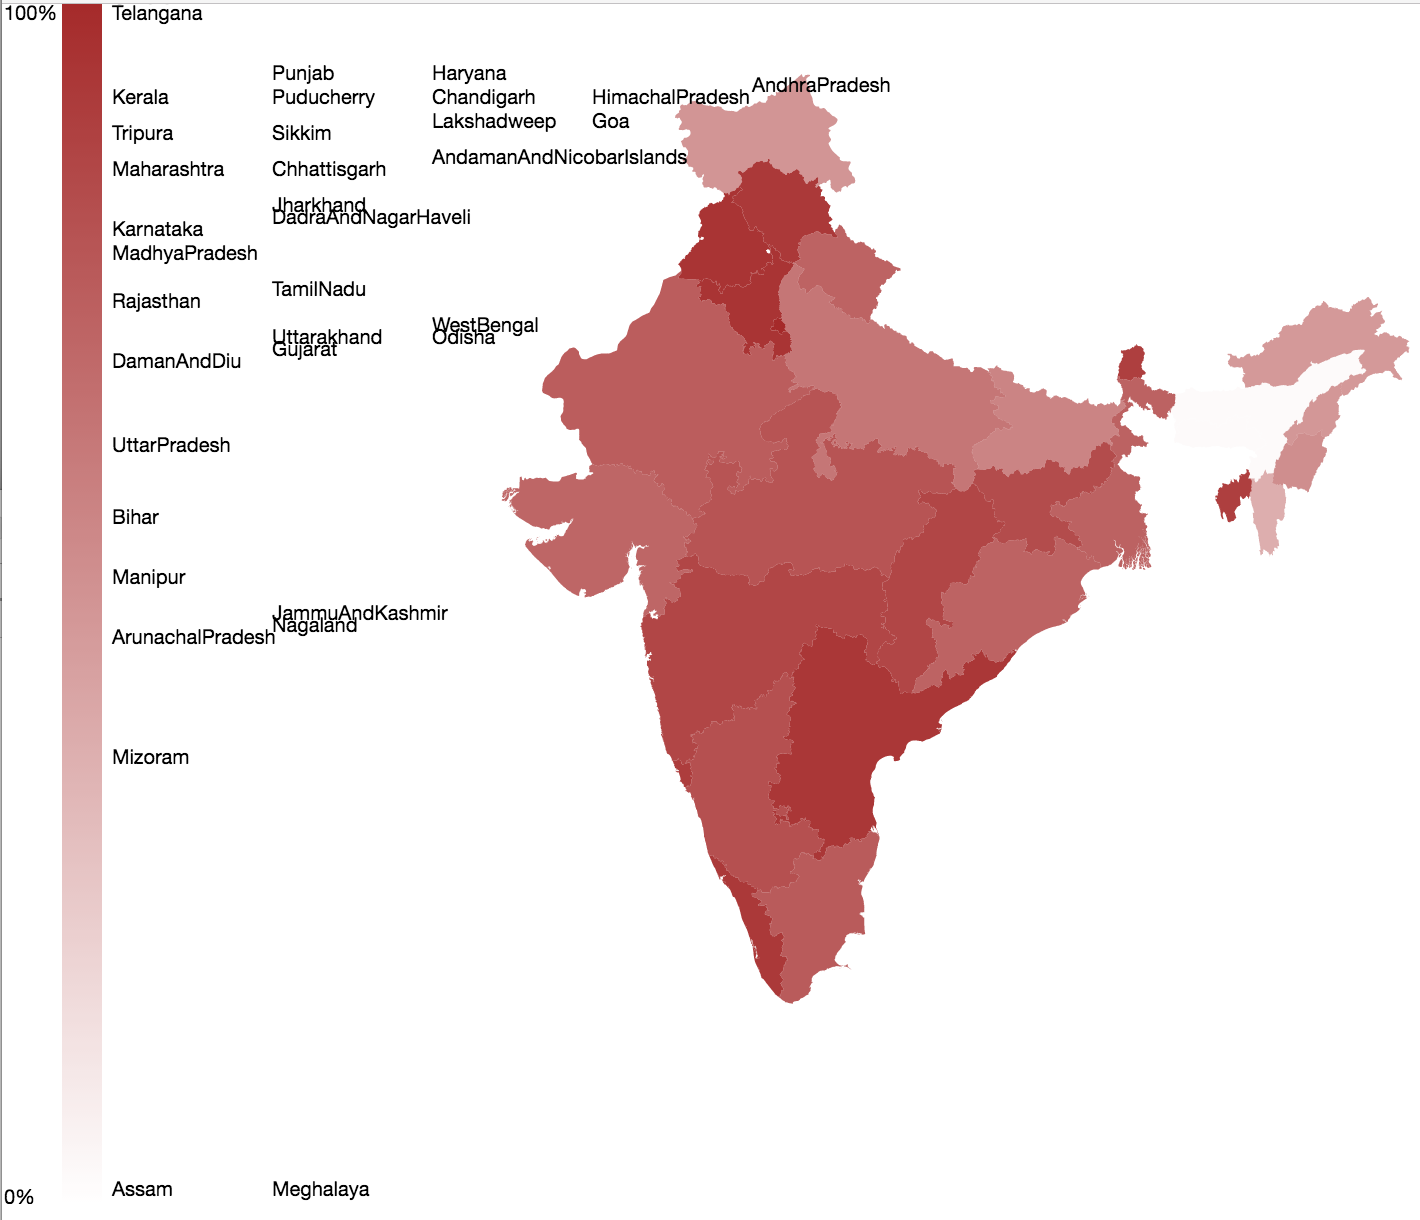 100% Telangana
Punjab Haryana
AndhraPradesh
Kerala Puducherry Chandigarh HimachalPradesh
Lakshadweep Goa
Tripura Sikkim
AndamanAndNicobarIslands
Maharashtra Chhattisgarh
Jharkhand
DadraAndNagarHaveli
Karnataka
MadhyaPradesh
TamilNadu
Rajasthan
WestBengal
Uttarakhand Odisha
Gujarat
DamanAndDiu
UttarPradesh
Bihar
Manipur
JammuAndKashmir
Nagaland
ArunachalPradesh
Mizoram
Assam Meghalaya
0%